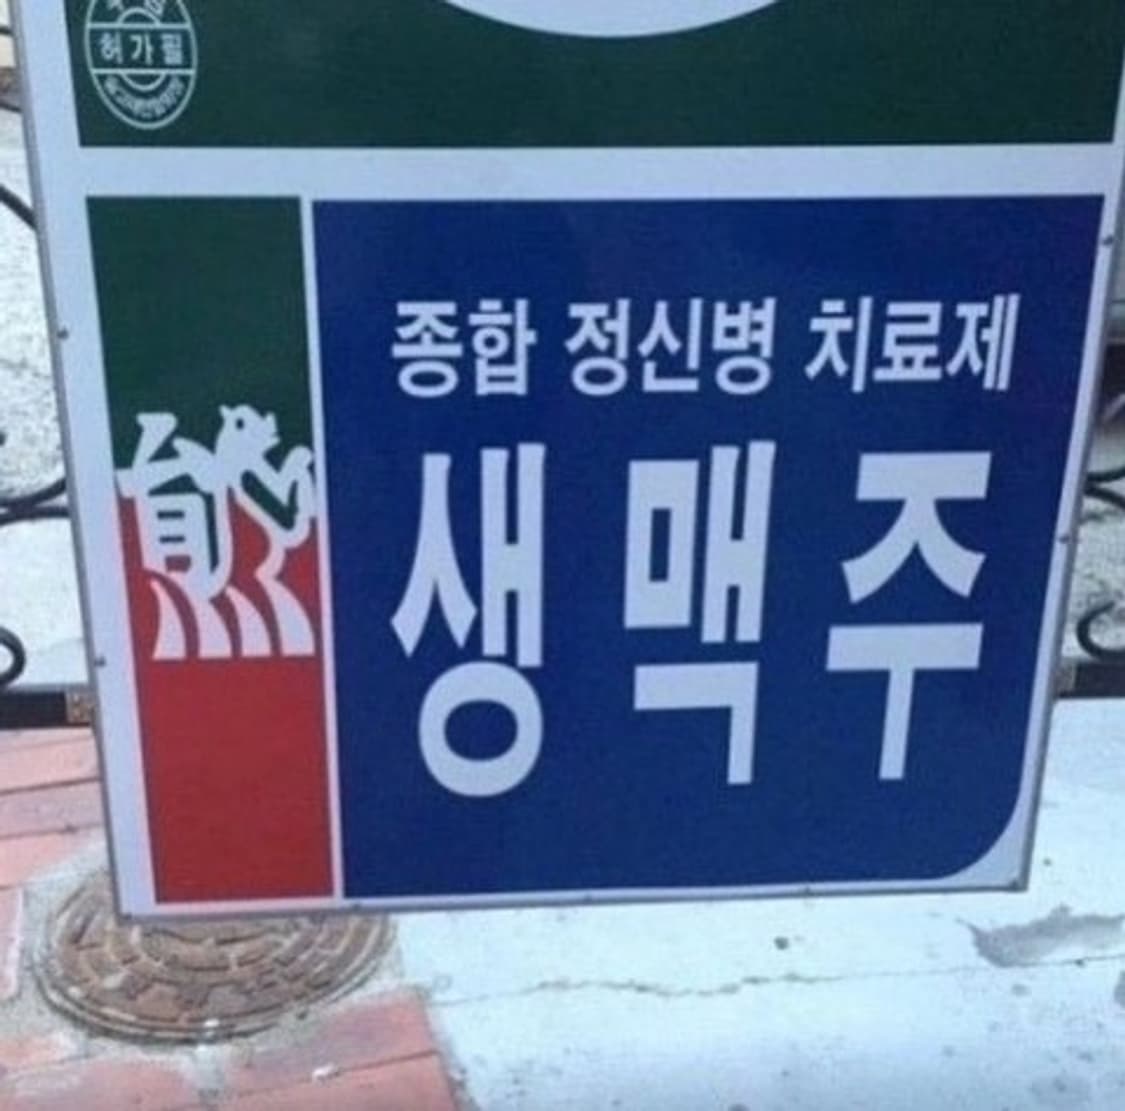 허가필
종합 정신병 치료제
생맥주